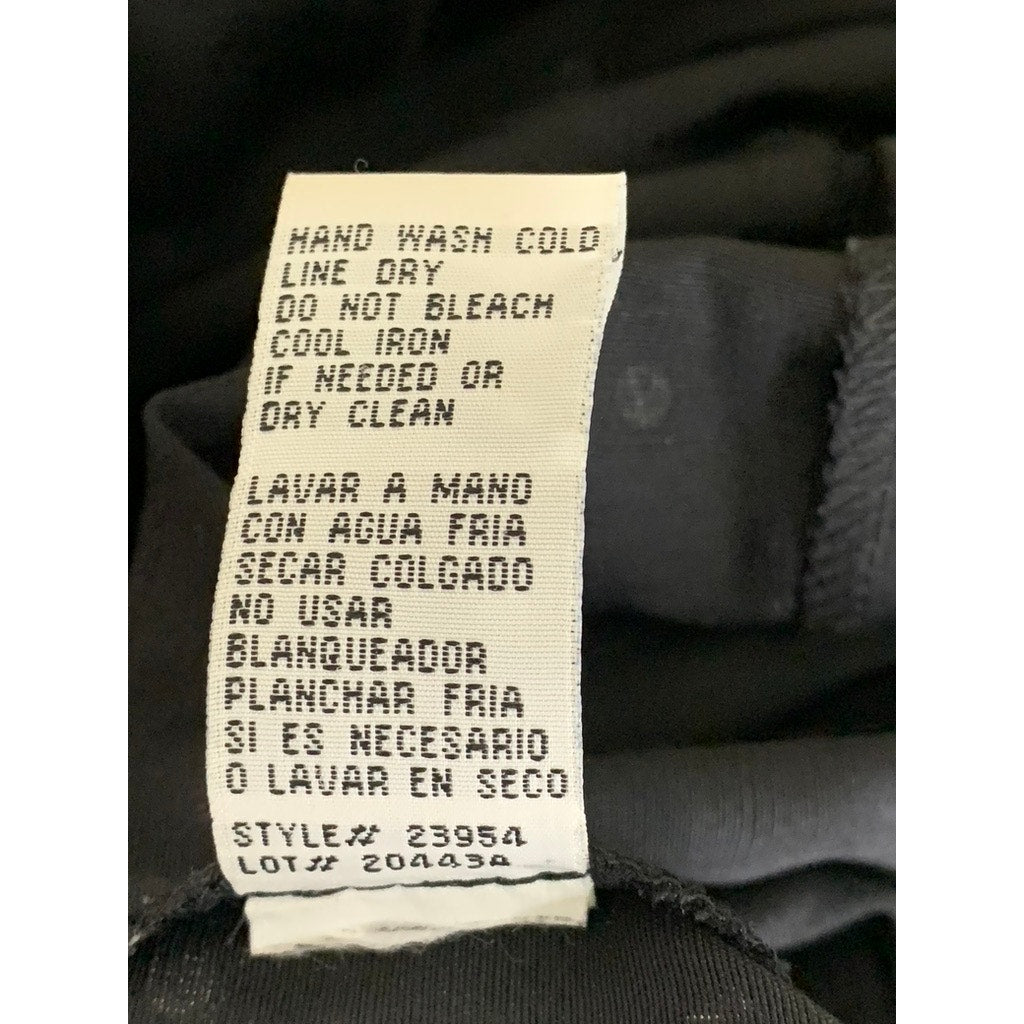 HAND WASH COLD
LINE DRY
DO NOT BLEACH
COOL IRON
IF NEEDED OR
DRY CLEAN
LAVAR A MANO
CON AGUA FRIA
SECAR COLGADO
NO USAR
BLANQUEADOR
PLANCHAR FRIA
SI ES NECESARIO
O LAVAR EN SECO
STYLE# 23954
LOT# 20443A